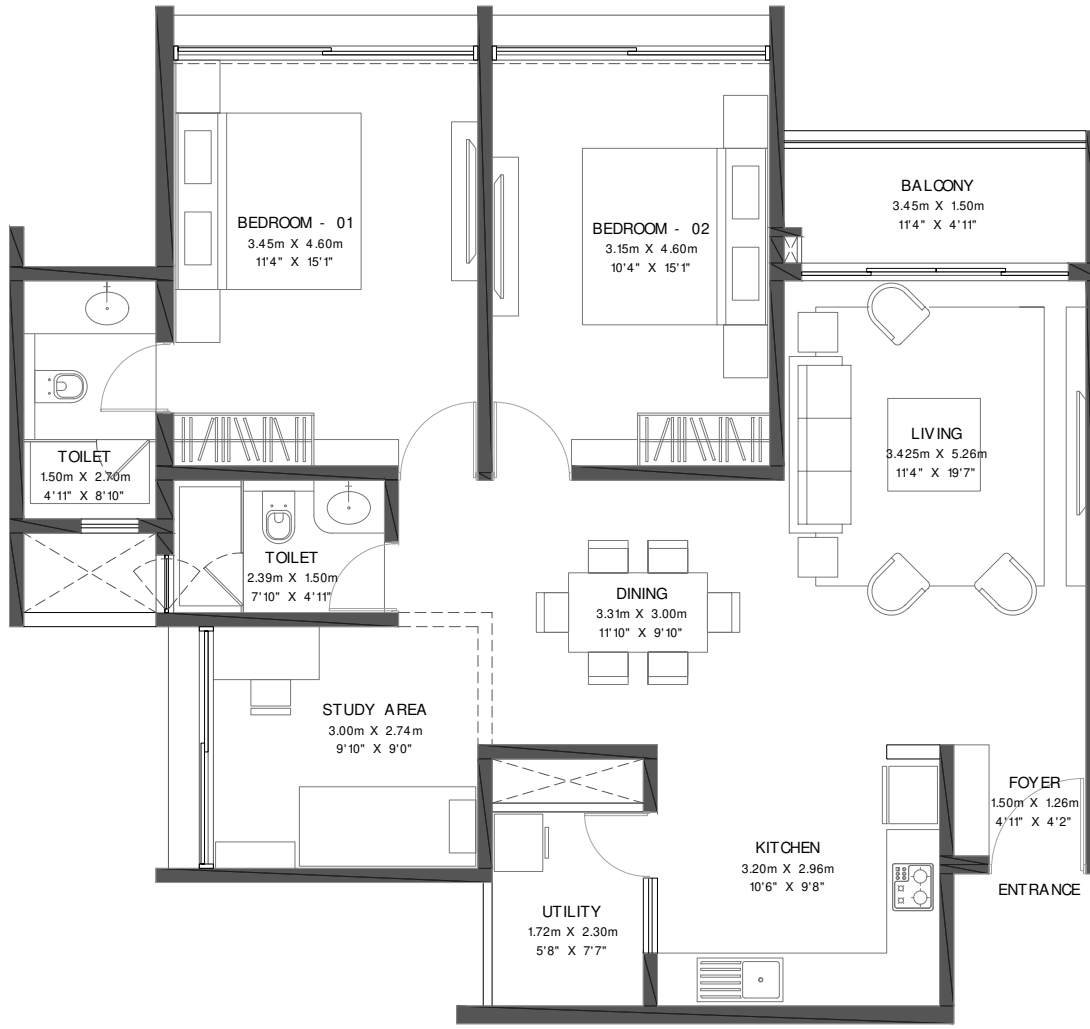 BALCONY
3.45m X 1.50m
11'4" X 4'11"
BEDROOM - 01
3.45m X 4.60m
11'4" X 15'1"
BEDROOM - 02
3.15m X 4.60m
10'4" X 15'1"
LIVING
3.425m X 5.26m
11'4" X 19'7"
TOILET
1.50m X 2.70m
4'11" X 8'10"
TOILET
2.39m X 1.50m
7'10" X 4'11"
DINING
3.31m X 3.00m
11'10" X 9'10"
STUDY AREA
3.00m X 2.74m
9'10" X 9'0"
FOYER
1.50m X 1.26m
4'11" X 4'2"
KITCHEN
3.20m X 2.96m
10'6" X 9'8"
ENTRANCE
UTILITY
1.72m X 2.30m
5'8" X 7'7"